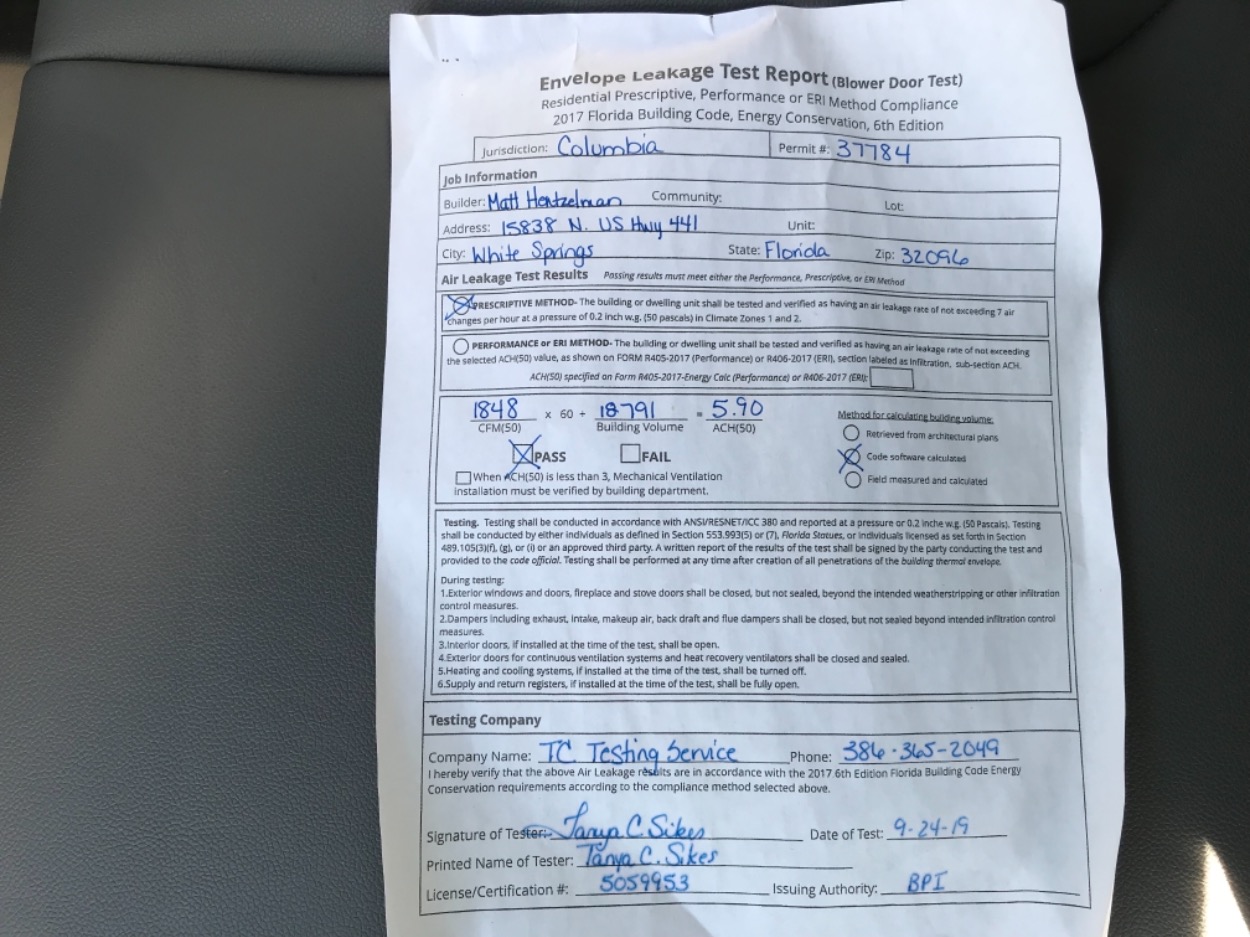 Envelope Leakage Test Report (Blower Door Test)
Residential Prescriptive, Performance or ERI Method Compliance
2017 Florida Building Code, Energy Conservation, 6th Edition
Jurisdiction: Columbia Permit #: 37784
Job Information
Builder: Matt Hentzelman Community: Lot:
Address: 15838 N. US Hwy 441 Unit:
City: White Springs State: Florida Zip: 32096
Air Leakage Test Results Passing results must meet either the Performance, Prescriptive, or ERI Method
PRESCRIPTIVE METHOD- The building or dwelling unit shall be tested and verified as having an air leakage rate of not exceeding 7 air
changes per hour at a pressure of 0.2 inch w.g. (50 pascals) in Climate Zones 1 and 2.
PERFORMANCE or ERI METHOD- The building or dwelling unit shall be tested and verified as having an air leakage rate of not exceeding
the selected ACH(50) value, as shown on FORM R405-2017 (Performance) or R406-2017 (ERI), section labeled as infiltration, sub-section ACH.
ACH(50) specified on Form R405-2017-Energy Calc (Performance) or R406-2017 (ERI):
1848 x 60 ÷ 18791 = 5.90
CFM(50) Building Volume ACH(50)
PASS FAIL
When ACH(50) is less than 3, Mechanical Ventilation
installation must be verified by building department.
Method for calculating building volume:
Retrieved from architectural plans
Code software calculated
Field measured and calculated
Testing. Testing shall be conducted in accordance with ANSI/RESNET/ICC 380 and reported at a pressure or 0.2 inche w.g. (50 Pascals). Testing
shall be conducted by either individuals as defined in Section 553.993(5) or (7), Florida Statues, or individuals licensed as set forth in Section
489.105(3)(f), (g), or (i) or an approved third party. A written report of the results of the test shall be signed by the party conducting the test and
provided to the code official. Testing shall be performed at any time after creation of all penetrations of the building thermal envelope.
During testing:
1.Exterior windows and doors, fireplace and stove doors shall be closed, but not sealed, beyond the intended weatherstripping or other infiltration
control measures.
2.Dampers including exhaust, intake, makeup air, back draft and flue dampers shall be closed, but not sealed beyond intended infiltration control
measures.
3.Interior doors, if installed at the time of the test, shall be open.
4.Exterior doors for continuous ventilation systems and heat recovery ventilators shall be closed and sealed.
5.Heating and cooling systems, if installed at the time of the test, shall be turned off.
6.Supply and return registers, if installed at the time of the test, shall be fully open.
Testing Company
Company Name: TC Testing Service Phone: 386-365-2049
I hereby verify that the above Air Leakage results are in accordance with the 2017 6th Edition Florida Building Code Energy
Conservation requirements according to the compliance method selected above.
Signature of Tester: Tanya C. Sikes Date of Test: 9-24-19
Printed Name of Tester: Tanya C. Sikes
License/Certification #: 5059953 Issuing Authority: BPI